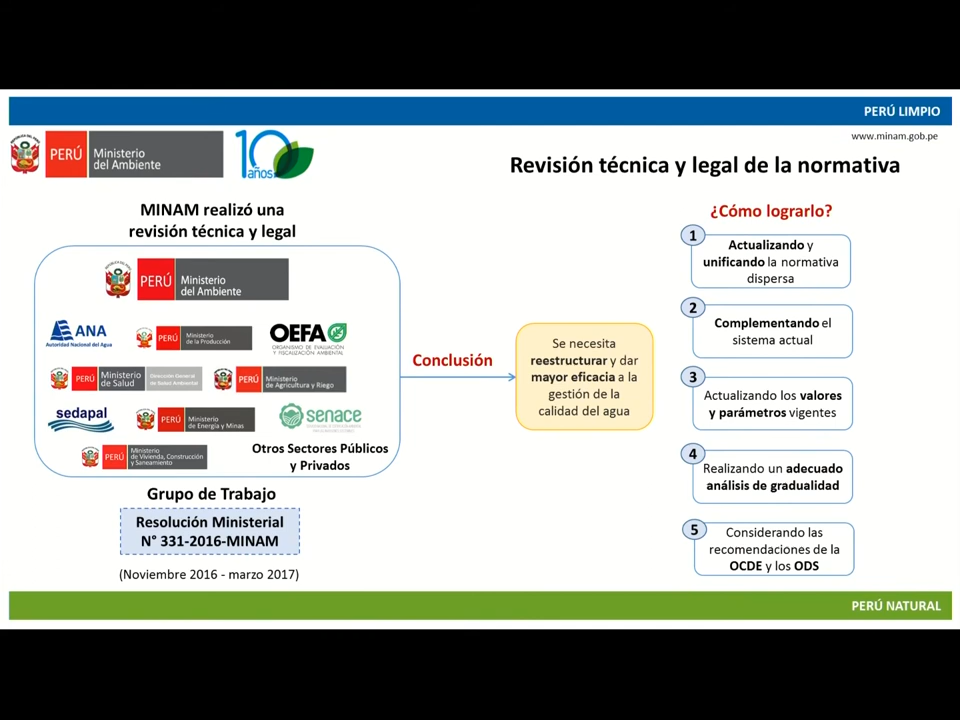 PERÚ LIMPIO
www.minam.gob.pe
PERÚ
Ministerio
del Ambiente
10
años
Revisión técnica y legal de la normativa
MINAM realizó una
revisión técnica y legal
PERÚ
Ministerio
del Ambiente
ANA
Autoridad Nacional del Agua
PERÚ
Ministerio
de la Producción
OEFA
ORGANISMO DE EVALUACIÓN
Y FISCALIZACIÓN AMBIENTAL
PERÚ
Ministerio
de Salud
Dirección General
de Salud Ambiental
PERÚ
Ministerio
de Agricultura y Riego
sedapal
PERÚ
Ministerio
de Energía y Minas
senace
PERÚ
Ministerio
de Vivienda, Construcción
y Saneamiento
Otros Sectores Públicos
y Privados
Grupo de Trabajo
Resolución Ministerial
N° 331-2016-MINAM
(Noviembre 2016 - marzo 2017)
Conclusión
Se necesita
reestructurar y dar
mayor eficacia a la
gestión de la
calidad del agua
¿Cómo lograrlo?
1
Actualizando y
unificando la normativa
dispersa
2
Complementando el
sistema actual
3
Actualizando los valores
y parámetros vigentes
4
Realizando un adecuado
análisis de gradualidad
5
Considerando las
recomendaciones de la
OCDE y los ODS
PERÚ NATURAL